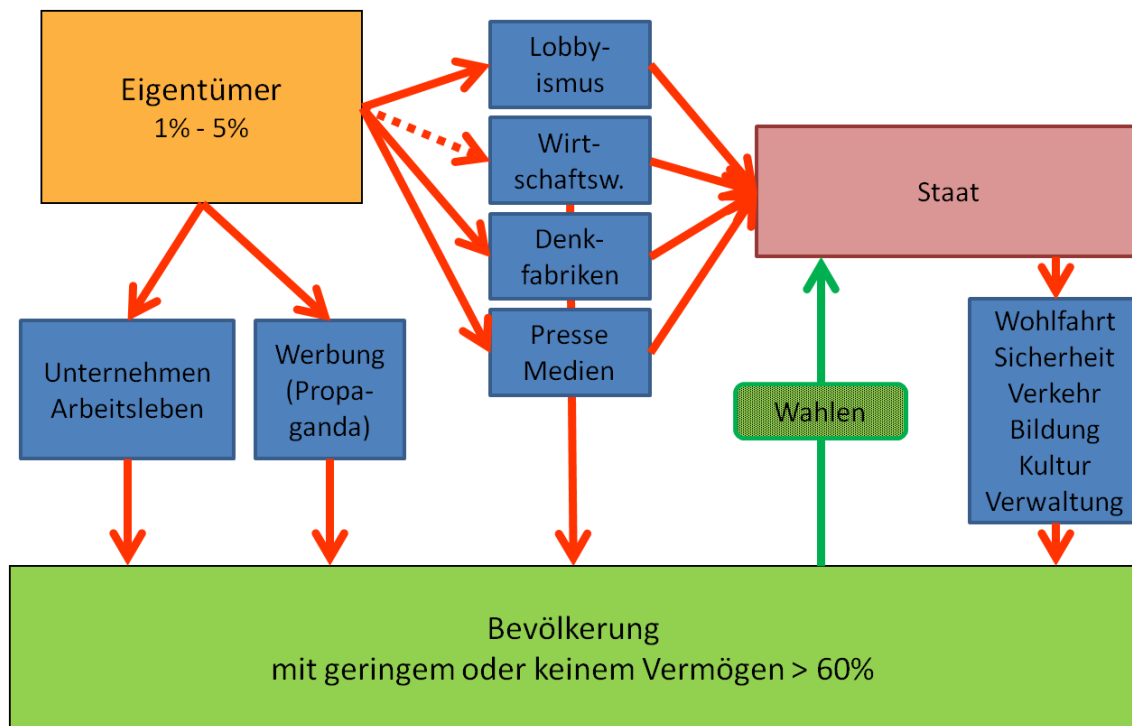 Eigentümer
1% - 5%
Lobby-
ismus
Wirt-
schaftsw.
Denk-
fabriken
Presse
Medien
Staat
Unternehmen
Arbeitsleben
Werbung
(Propa-
ganda)
Wahlen
Wohlfahrt
Sicherheit
Verkehr
Bildung
Kultur
Verwaltung
Bevölkerung
mit geringem oder keinem Vermögen > 60%